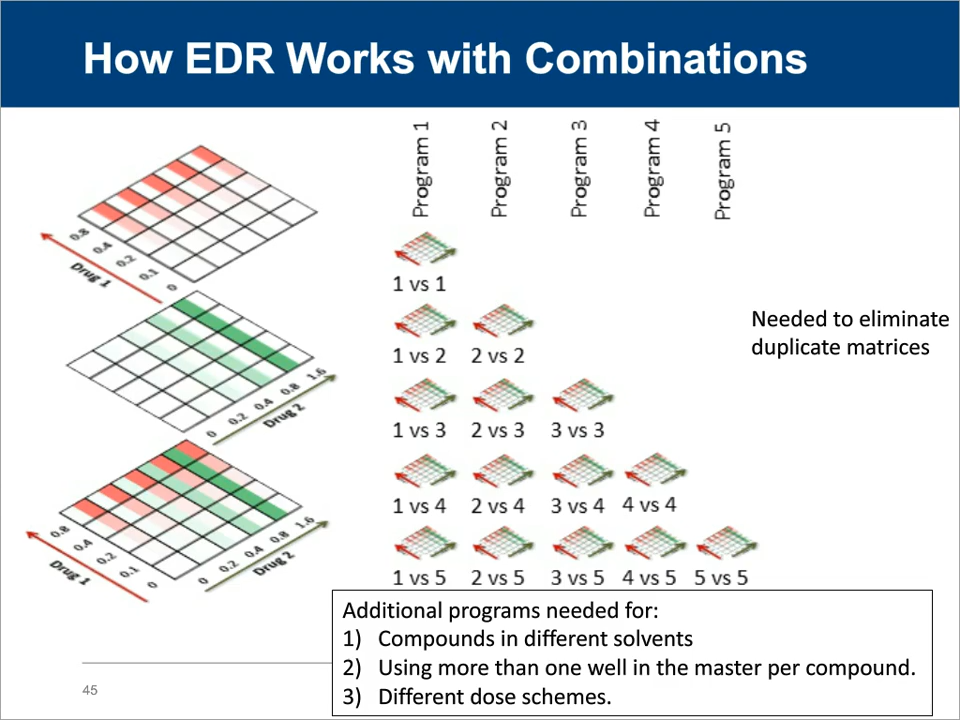 How EDR Works with Combinations
Program 1
Program 2
Program 3
Program 4
Program 5
0.8
0.4
0.2
0.1
0
Drug 1
0
0.2
0.4
0.8
1.6
Drug 2
0.8
0.4
0.2
0.1
0
Drug 1
0
0.2
0.4
0.8
1.6
Drug 2
1 vs 1
1 vs 2 2 vs 2
1 vs 3 2 vs 3 3 vs 3
1 vs 4 2 vs 4 3 vs 4 4 vs 4
1 vs 5 2 vs 5 3 vs 5 4 vs 5 5 vs 5
Needed to eliminate
duplicate matrices
Additional programs needed for:
1) Compounds in different solvents
2) Using more than one well in the master per compound.
3) Different dose schemes.
45